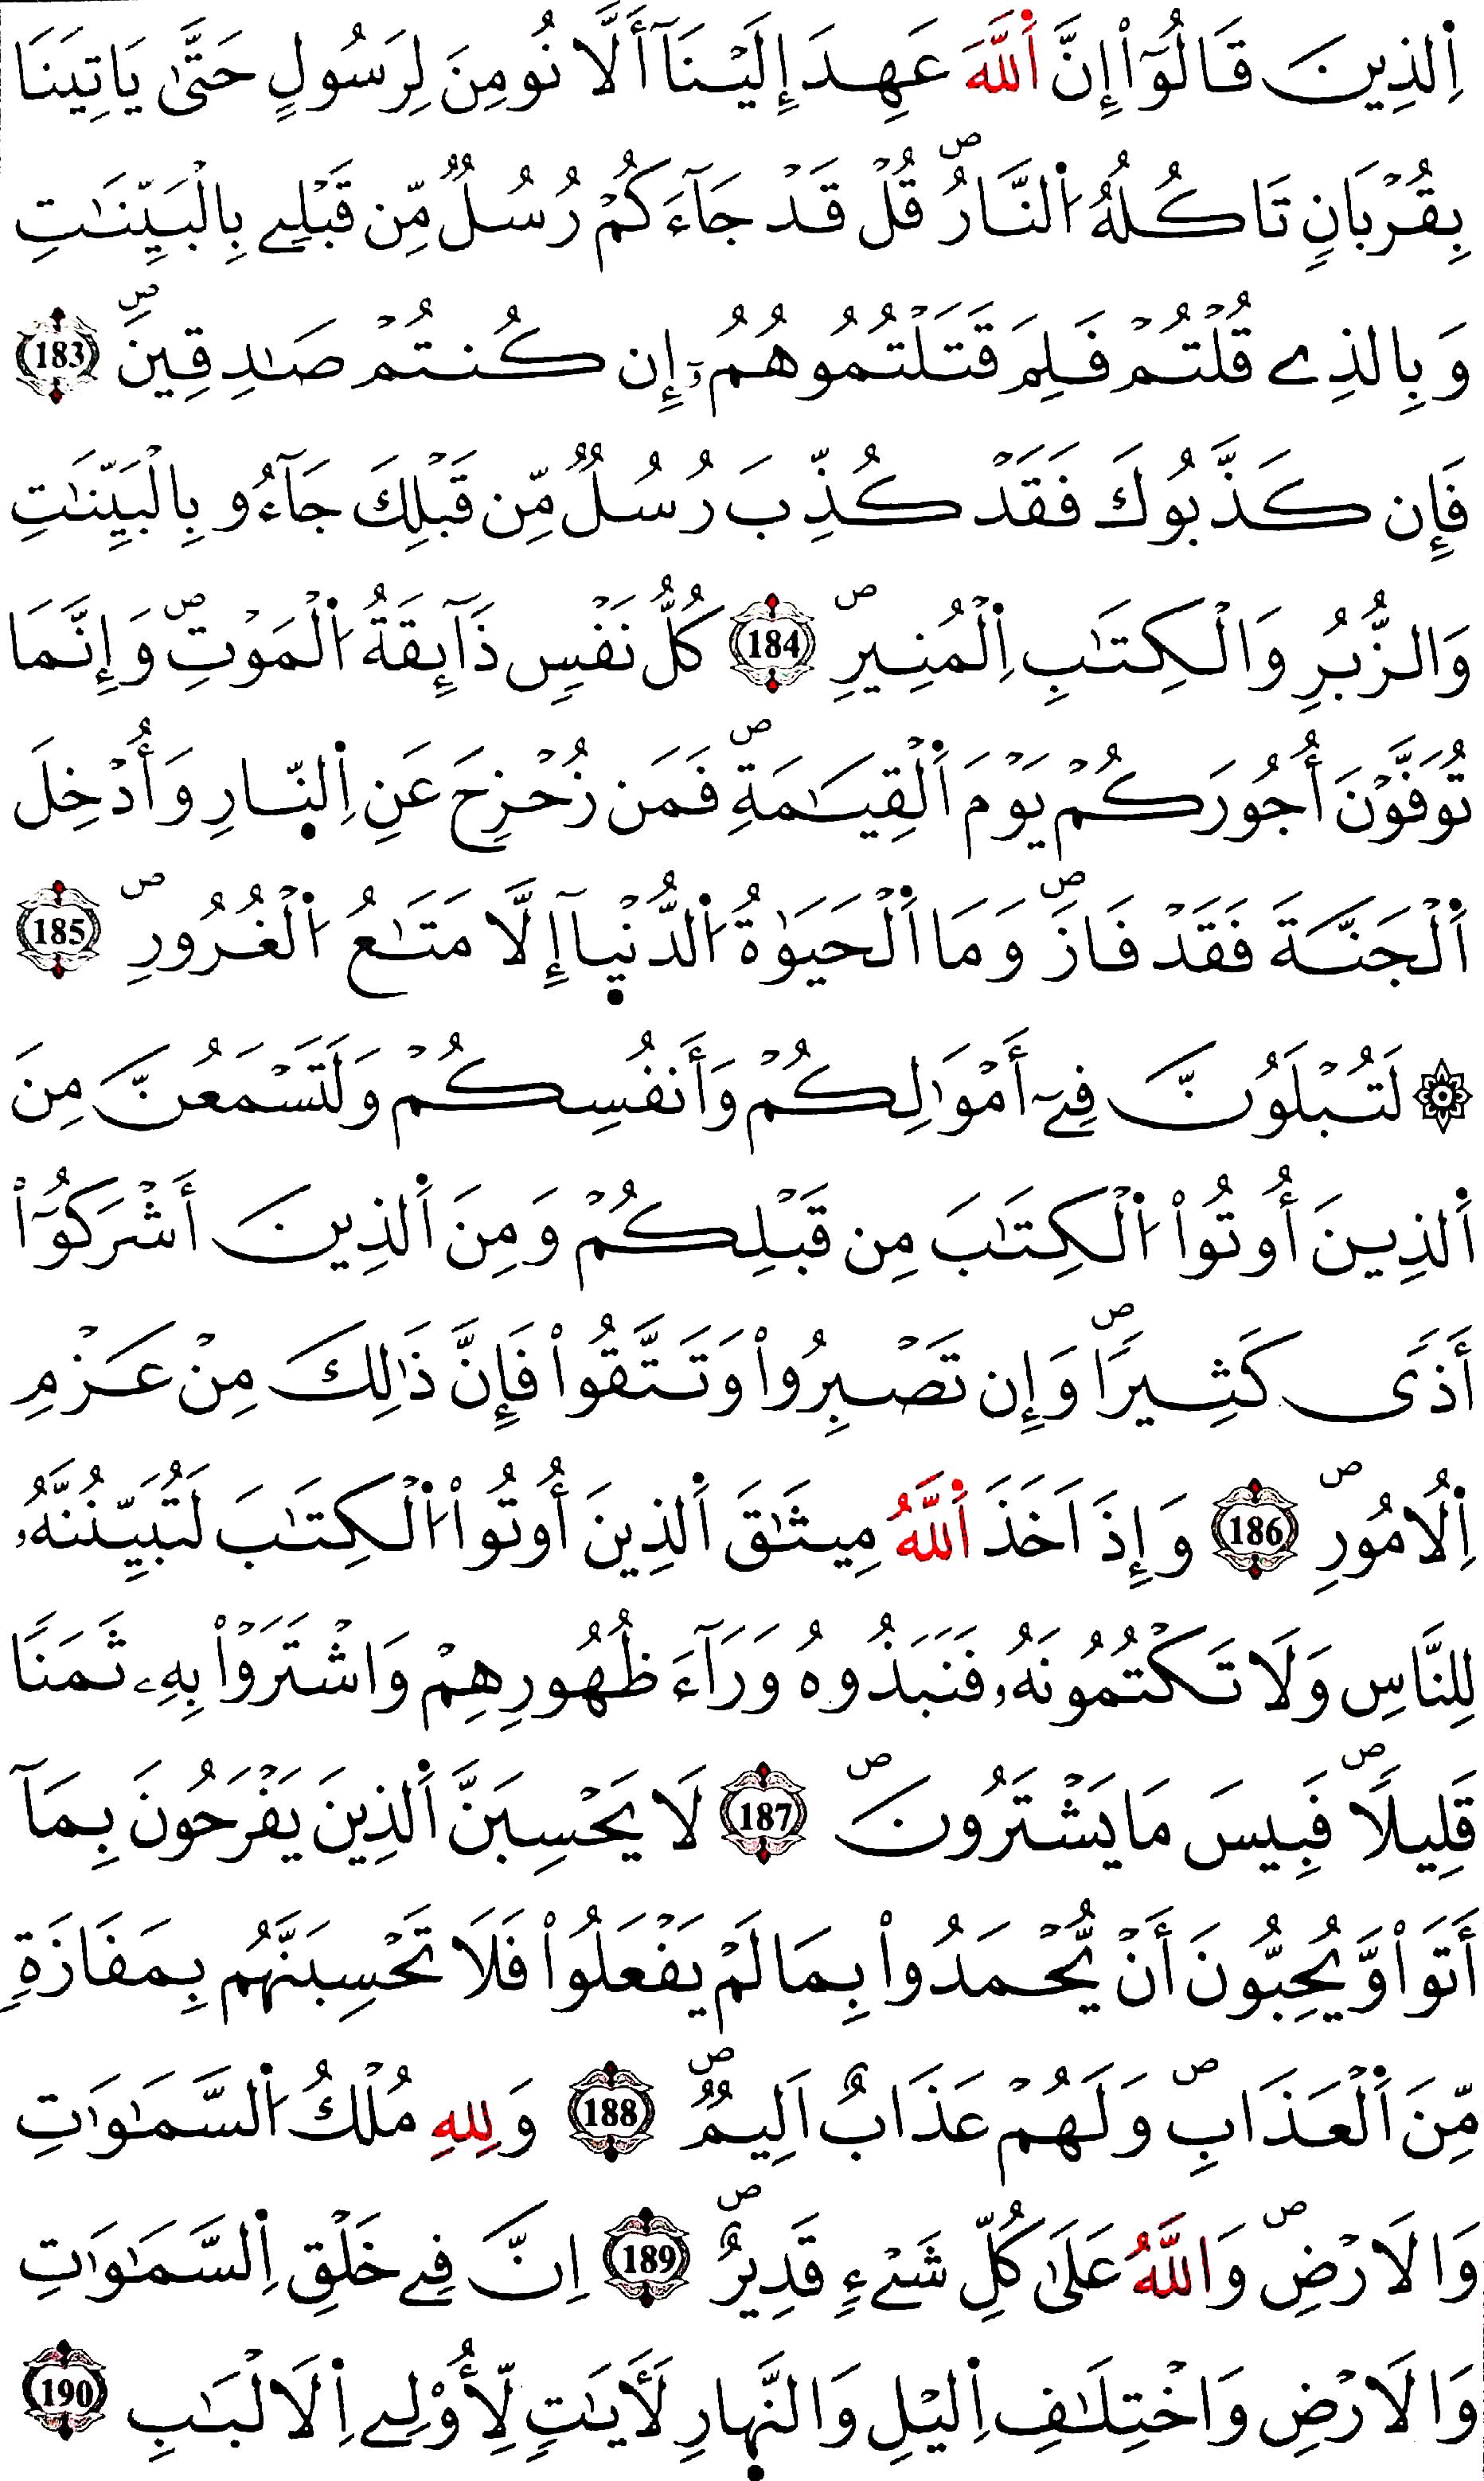 اِ۬لذِينَ قَالُوٓاْ إِنَّ اَ۬للَّهَ عَهِدَ إِلَيْنَآ أَلَّا نُومِنَ لِرَسُولٍ حَتَّىٰ يَاتِيَنَا
بِقُرْبَانٍ تَاكُلُهُ اُ۬لنَّارُۖ قُلْ قَدْ جَآءَكُمْ رُسُلٌ مِّن قَبْلِے بِالْبَيِّنَٰتِ
وَبِالذِے قُلْتُمْ فَلِمَ قَتَلْتُمُوهُمُۥٓ إِن كُنتُمْ صَٰدِقِينَۖ 183
فَإِن كَذَّبُوكَ فَقَدْ كُذِّبَ رُسُلٌ مِّن قَبْلِكَ جَآءُو بِالْبَيِّنَٰتِ
وَالزُّبُرِ وَالْكِتَٰبِ اِ۬لْمُنِيرِۖ 184 كُلُّ نَفْسٍ ذَآئِقَةُ اُ۬لْمَوْتِۖ وَإِنَّمَا
تُوَفَّوْنَ أُجُورَكُمْ يَوْمَ اَ۬لْقِيَٰمَةِۖ فَمَن زُحْزِحَ عَنِ اِ۬لنّ۪ارِ وَأُدْخِلَ
اَ۬لْجَنَّةَ فَقَدْ فَازَۖ وَمَا اَ۬لْحَيَوٰةُ اُ۬لدُّنْي۪آ إِلَّا مَتَٰعُ اُ۬لْغُرُورِۖ 185
۞ لَتُبْلَوُنَّ فِےٓ أَمْوَٰلِكُمْ وَأَنفُسِكُمْ وَلَتَسْمَعُنَّ مِنَ
اَ۬لذِينَ أُوتُواْ اُ۬لْكِتَٰبَ مِن قَبْلِكُمْ وَمِنَ اَ۬لذِينَ أَشْرَكُوٓاْ
أَذىٗ كَثِيراٗۖ وَإِن تَصْبِرُواْ وَتَتَّقُواْ فَإِنَّ ذَٰلِكَ مِنْ عَزْمِ
اِ۬لُامُورِۖ 186 وَإِذَ اَخَذَ اَ۬للَّهُ مِيثَٰقَ اَ۬لذِينَ أُوتُواْ اُ۬لْكِتَٰبَ لَتُبَيِّنُنَّهُۥ
لِلنَّاسِ وَلَا تَكْتُمُونَهُۥ فَنَبَذُوهُ وَرَآءَ ظُهُورِهِمْ وَاشْتَرَوْاْ بِهِۦ ثَمَناٗ
قَلِيلاٗۖ فَبِيسَ مَا يَشْتَرُونَۖ 187 لَا يَحْسِبَنَّ اَ۬لذِينَ يَفْرَحُونَ بِمَآ
أَتَواْ وَّيُحِبُّونَ أَنْ يُّحْمَدُواْ بِمَا لَمْ يَفْعَلُواْ فَلَا تَحْسِبَنَّهُم بِمَفَازَةٖ
مِّنَ اَ۬لْعَذَابِۖ وَلَهُمْ عَذَابٌ اَلِيمٌۖ 188 وَلِلهِ مُلْكُ اُ۬لسَّمَٰوَٰتِ
وَالَارْضِۖ وَاللَّهُ عَلَىٰ كُلِّ شَےْءٖ قَدِيرٌۖ 189 اِنَّ فِے خَلْقِ اِ۬لسَّمَٰوَٰتِ
وَالَارْضِ وَاخْتِلَٰفِ اِ۬ليْلِ وَالنَّه۪ارِ لَأٓيَٰتٖ لِّأُوْلِے اِ۬لَالْبَٰبِ 190